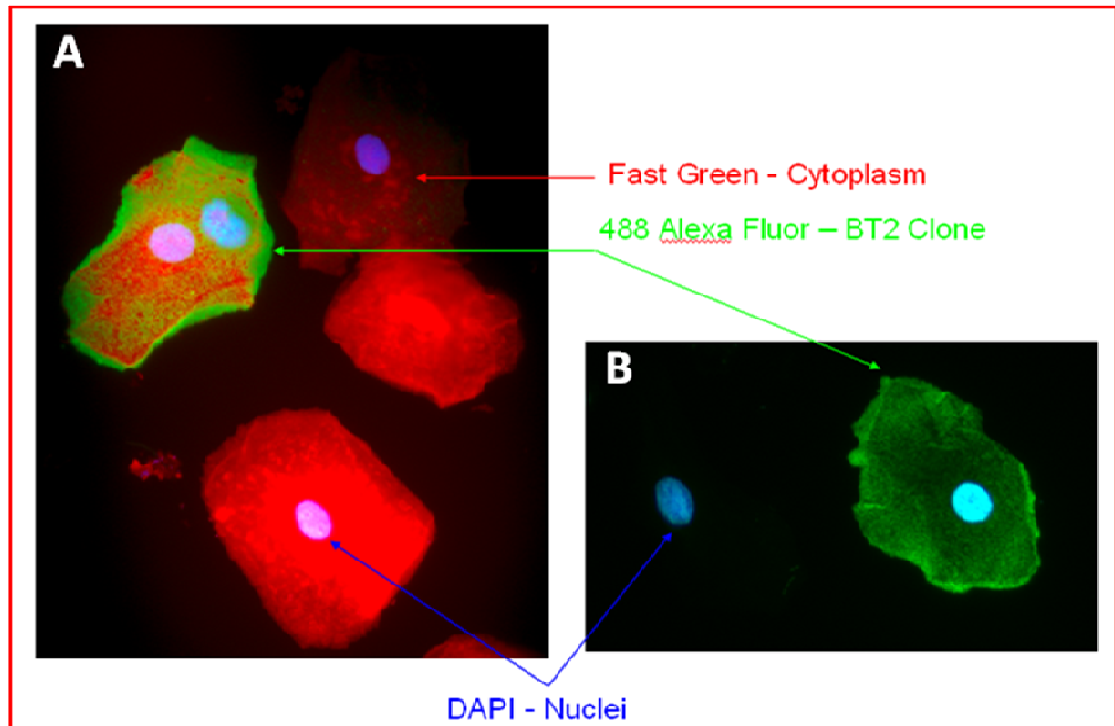 A
Fast Green - Cytoplasm
488 Alexa Fluor – BT2 Clone
B
DAPI - Nuclei